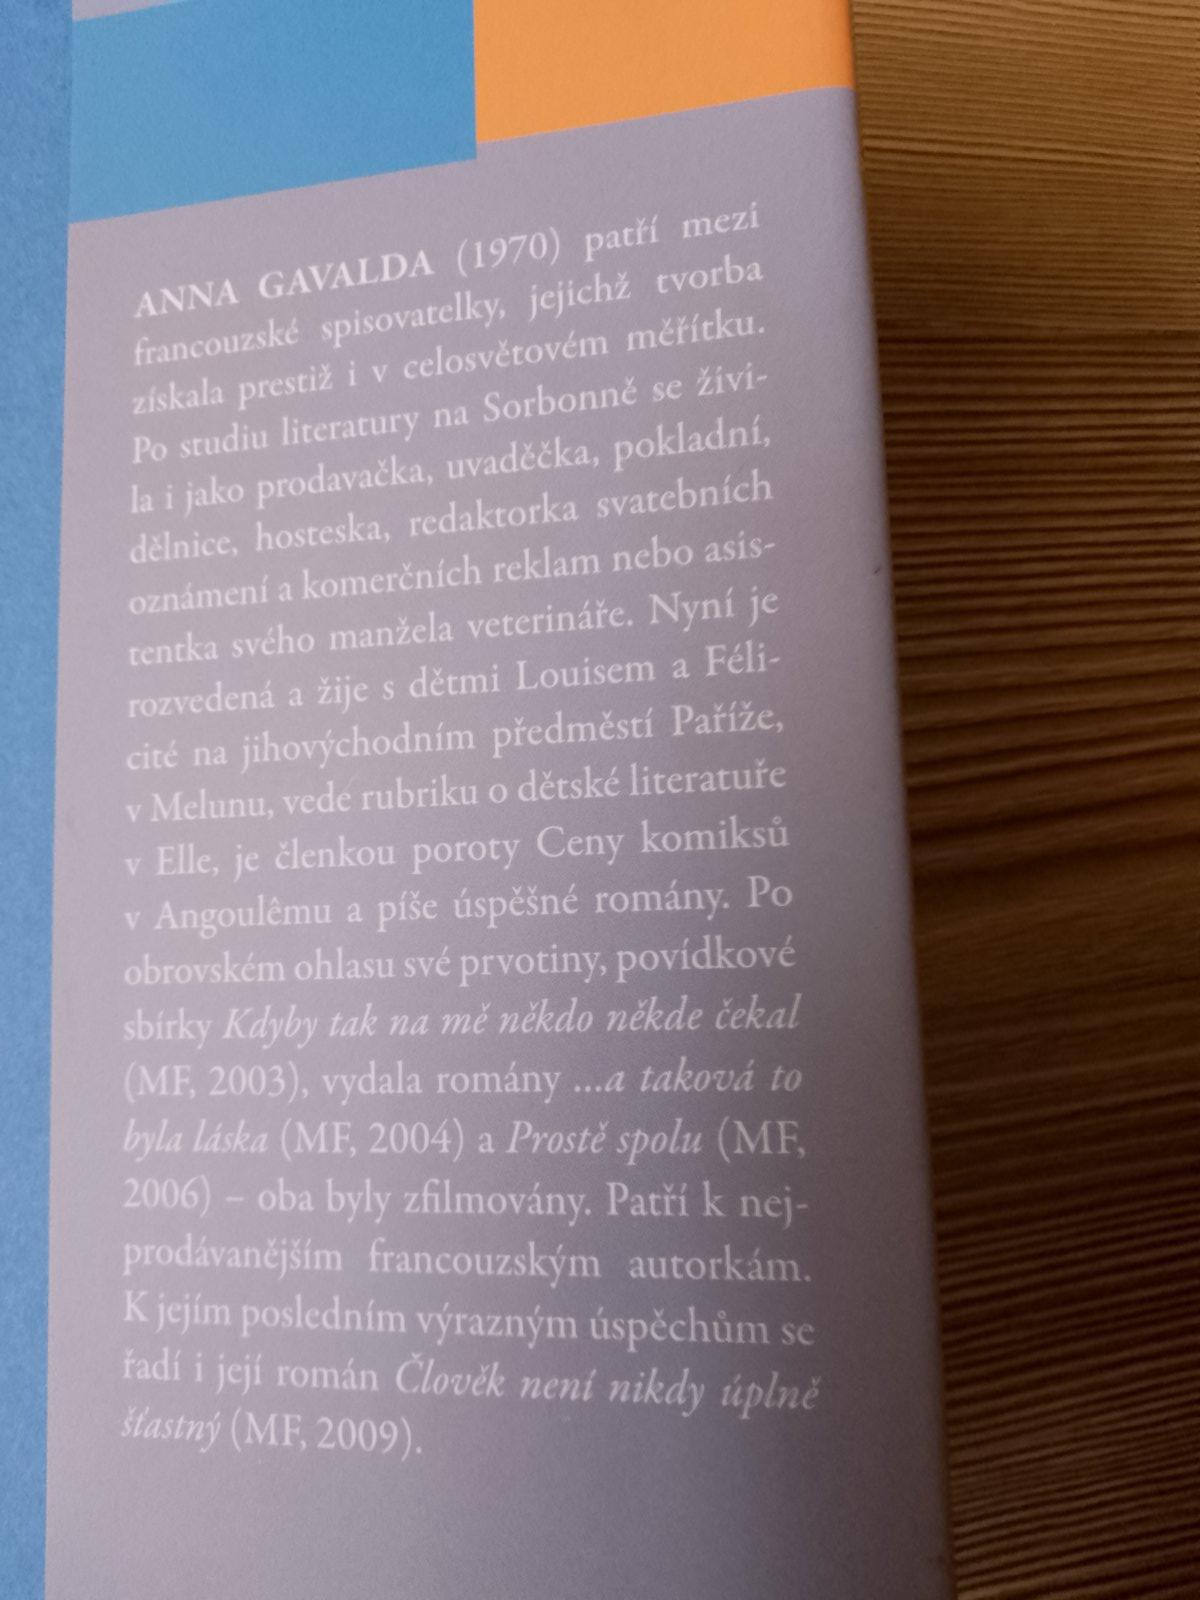 ANNA GAVALDA (1970) patří mezi
francouzské spisovatelky, jejichž tvorba
získala prestiž i v celosvětovém měřítku.
Po studiu literatury na Sorbonně se živi-
la i jako prodavačka, uvaděčka, pokladní,
dělnice, hosteska, redaktorka svatebních
oznámení a komerčních reklam nebo asis-
tentka svého manžela veterináře. Nyní je
rozvedená a žije s dětmi Louisem a Féli-
cité na jihovýchodním předměstí Paříže,
v Melunu, vede rubriku o dětské literatuře
v Elle, je členkou poroty Ceny komiksů
v Angoulêmu a píše úspěšné romány. Po
obrovském ohlasu své prvotiny, povídkové
sbírky Kdyby tak na mě někdo někde čekal
(MF, 2003), vydala romány ...a taková to
byla láska (MF, 2004) a Prostě spolu (MF,
2006) – oba byly zfilmovány. Patří k nej-
prodávanějším francouzským autorkám.
K jejím posledním výrazným úspěchům se
řadí i její román Člověk není nikdy úplně
šťastný (MF, 2009).